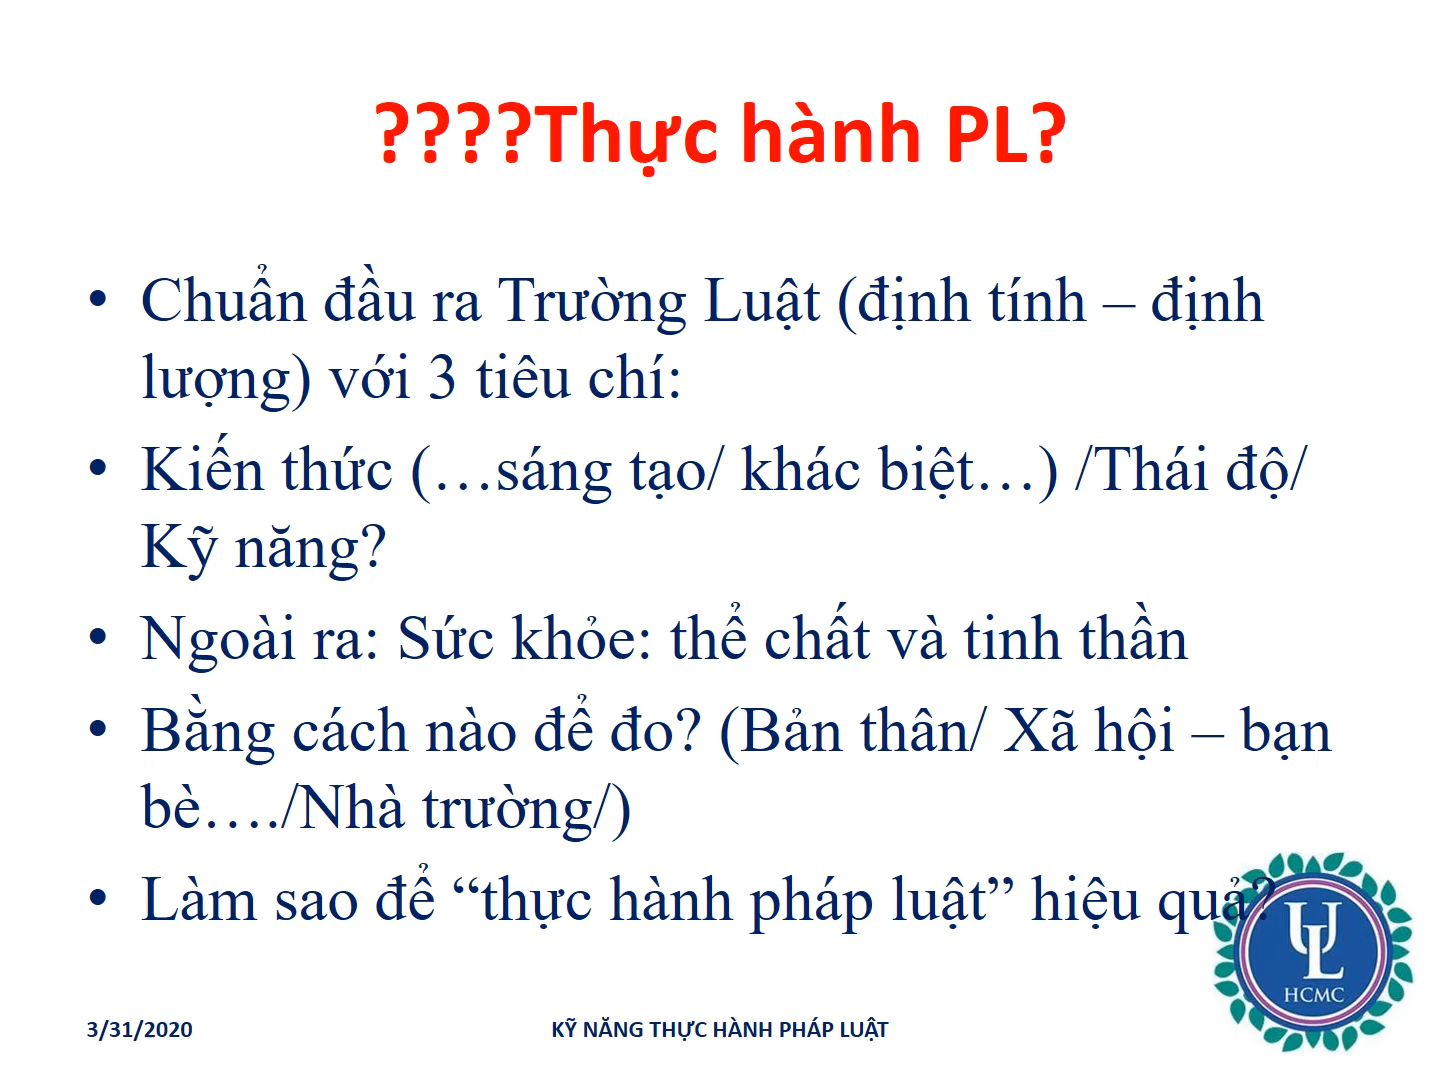 ????Thực hành PL?
• Chuẩn đầu ra Trường Luật (định tính – định
lượng) với 3 tiêu chí:
• Kiến thức (…sáng tạo/ khác biệt…) /Thái độ/
Kỹ năng?
• Ngoài ra: Sức khỏe: thể chất và tinh thần
• Bằng cách nào để đo? (Bản thân/ Xã hội – bạn
bè…./Nhà trường/)
• Làm sao để “thực hành pháp luật” hiệu quả?
UL
HCMC
3/31/2020
KỸ NĂNG THỰC HÀNH PHÁP LUẬT